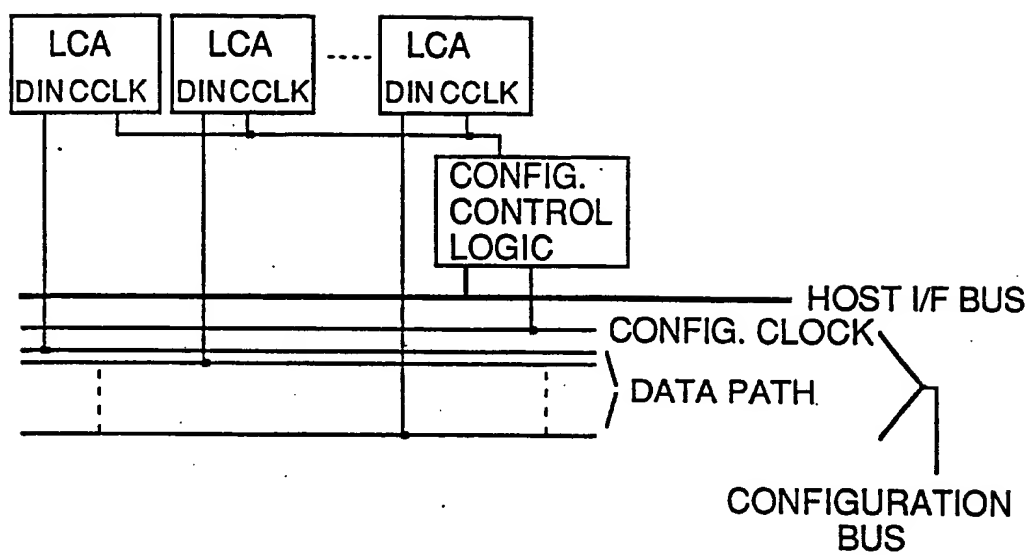 LCA
DIN CCLK
LCA
DIN CCLK
LCA
DIN CCLK
CONFIG.
CONTROL
LOGIC
HOST I/F BUS
CONFIG. CLOCK
DATA PATH
CONFIGURATION
BUS